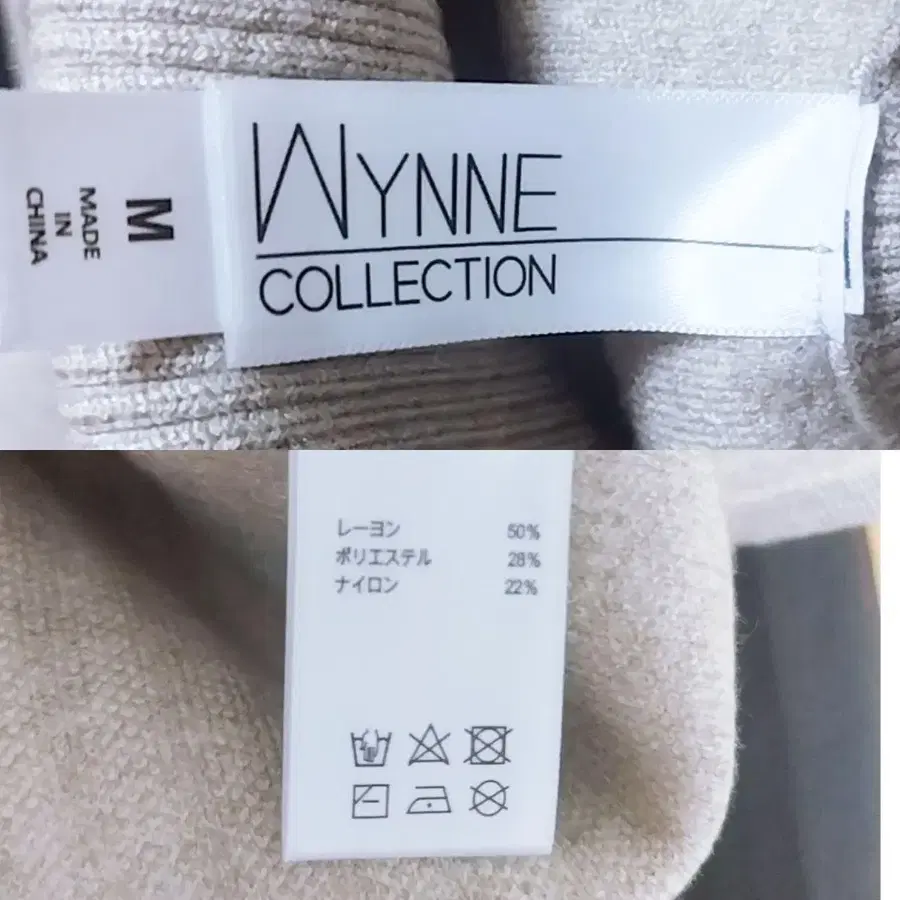 M
MADE
IN
CHINA
WYNNE
COLLECTION
レーヨン 50%
ポリエステル 28%
ナイロン 22%